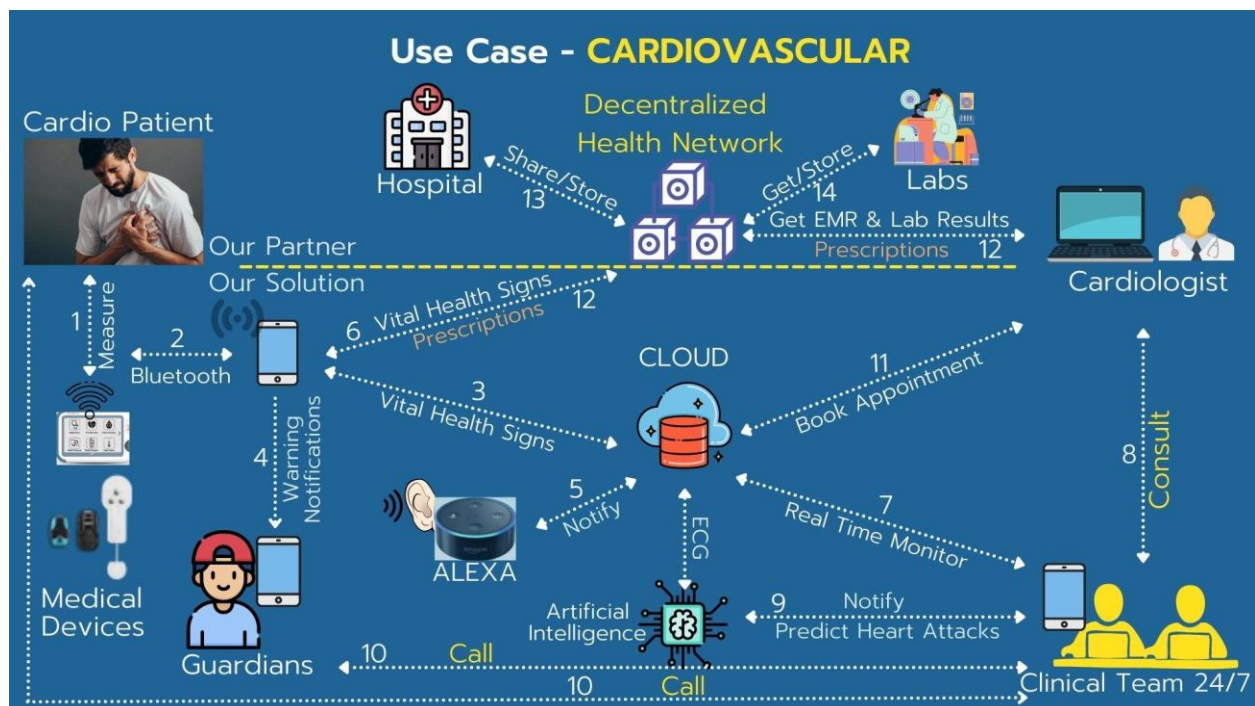 Use Case - CARDIOVASCULAR
Cardio Patient
Hospital
Decentralized
Health Network
Labs
Share/Store
13
Get/Store
14
Get EMR & Lab Results
Prescriptions
12
Cardiologist
Our Partner
Our Solution
1
Measure
2
Bluetooth
6
Vital Health Signs
12
Prescriptions
3
Vital Health Signs
CLOUD
11
Book Appointment
4
Warning
Notifications
5
Notify
ALEXA
ECG
7
Real Time Monitor
8
Consult
Medical
Devices
Guardians
Artificial
Intelligence
9
Notify
Predict Heart Attacks
10
Call
10
Call
Clinical Team 24/7